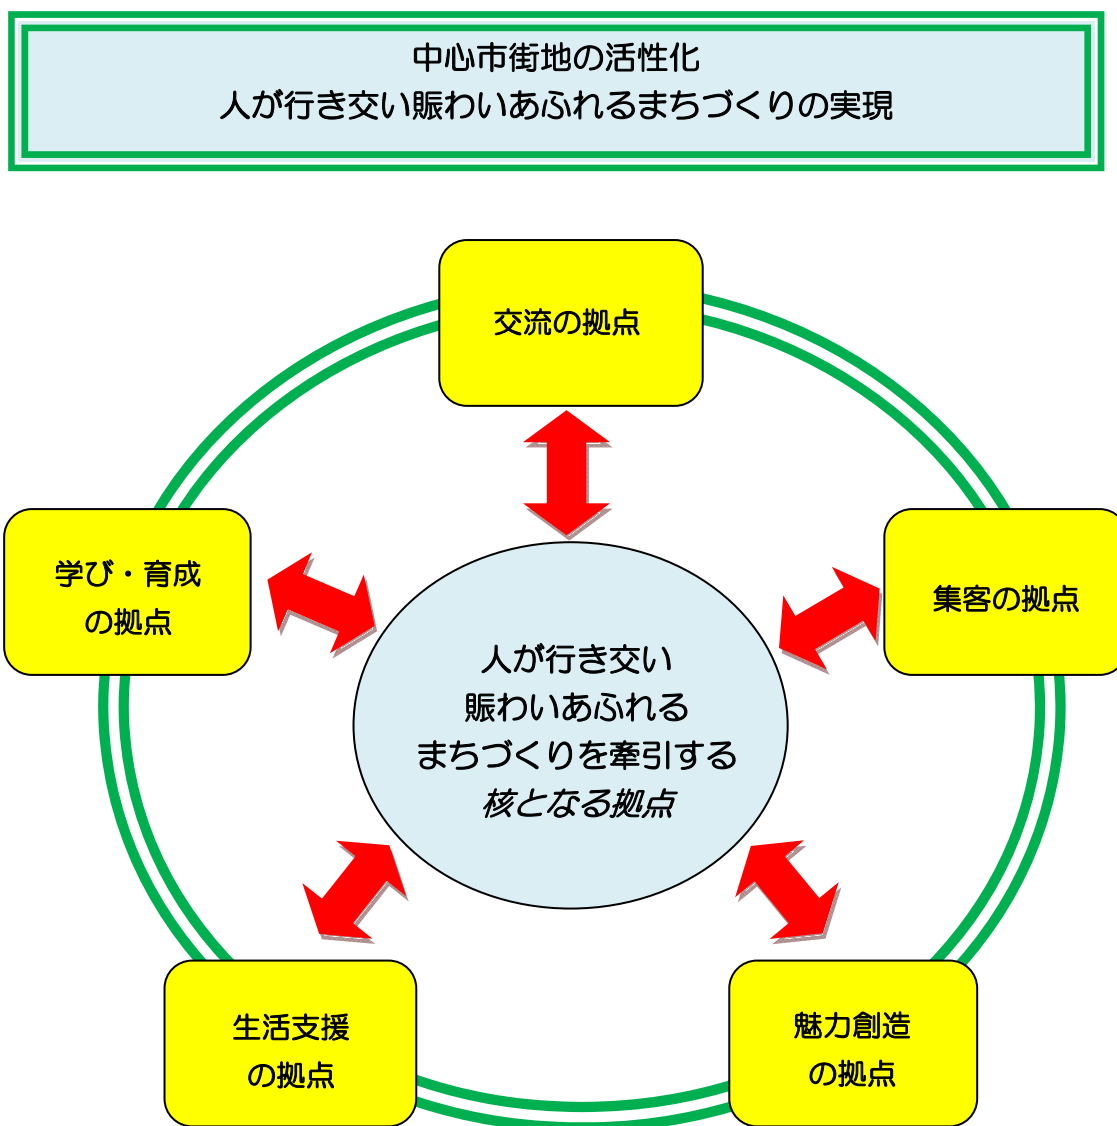 中心市街地の活性化
人が行き交い賑わいあふれるまちづくりの実現
交流の拠点
学び・育成
の拠点
集客の拠点
人が行き交い
賑わいあふれる
まちづくりを牽引する
核となる拠点
生活支援
の拠点
魅力創造
の拠点